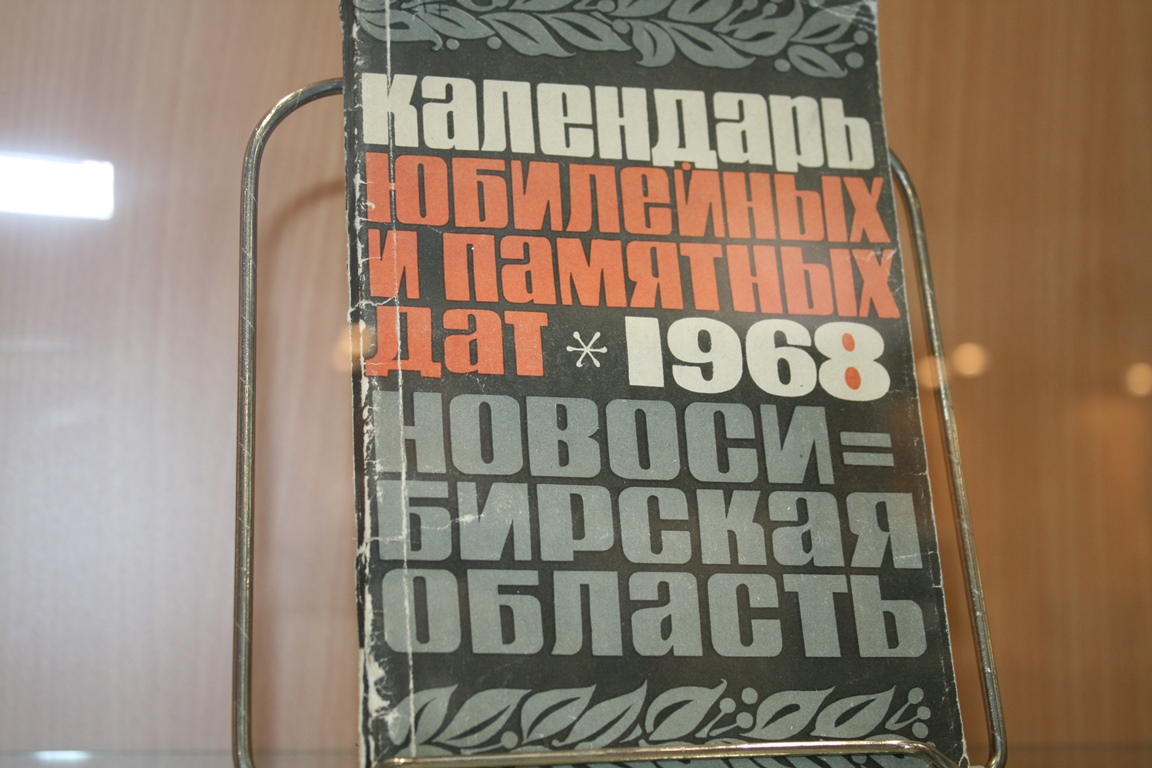 календарь
юбилейных
и памятных
дат * 1968
новоси=
бирская
область